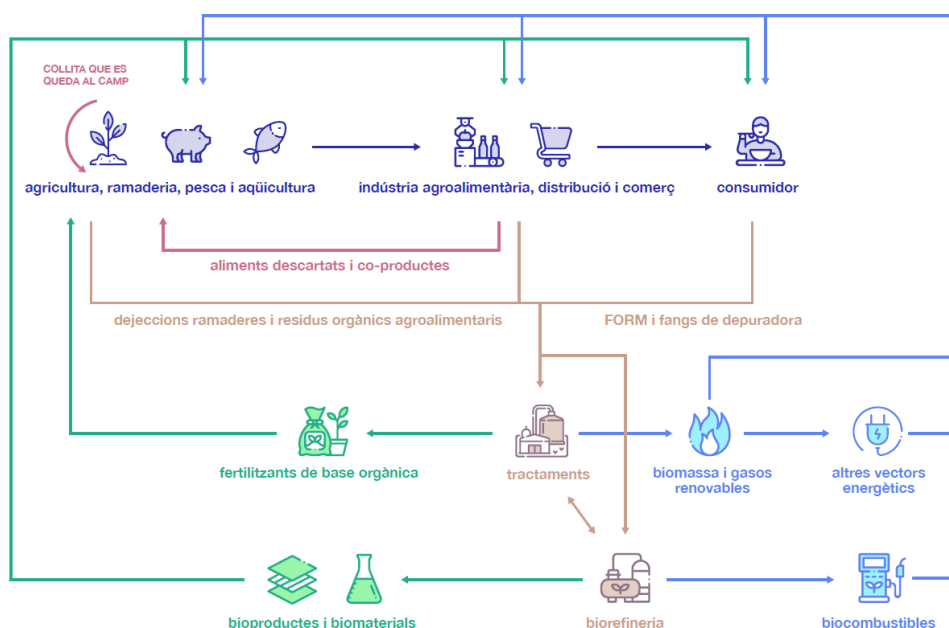 COLLITA QUE ES
QUEDA AL CAMP
agricultura, ramaderia, pesca i aqüicultura
indústria agroalimentària, distribució i comerç
consumidor
aliments descartats i co-productes
dejeccions ramaderes i residus orgànics agroalimentaris
FORM i fangs de depuradora
fertilitzants de base orgànica
tractaments
biomassa i gasos
renovables
altres vectors
energètics
bioproductes i biomaterials
biorefineria
biocombustibles